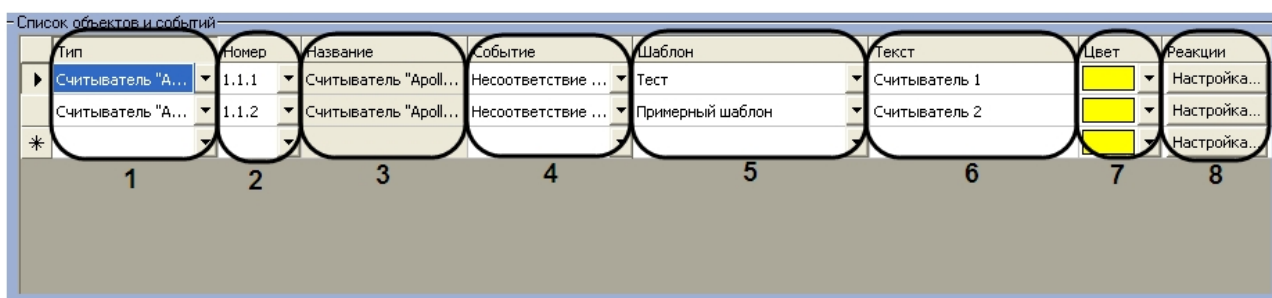 Список объектов и событий
Тип Номер Название Событие Шаблон Текст Цвет Реакции
Считыватель "А... 1.1.1 Считыватель "Apoll... Несоответствие ... Тест Считыватель 1 Настройка...
Считыватель "А... 1.1.2 Считыватель "Apoll... Несоответствие ... Примерный шаблон Считыватель 2 Настройка...
Настройка...
1 2 3 4 5 6 7 8